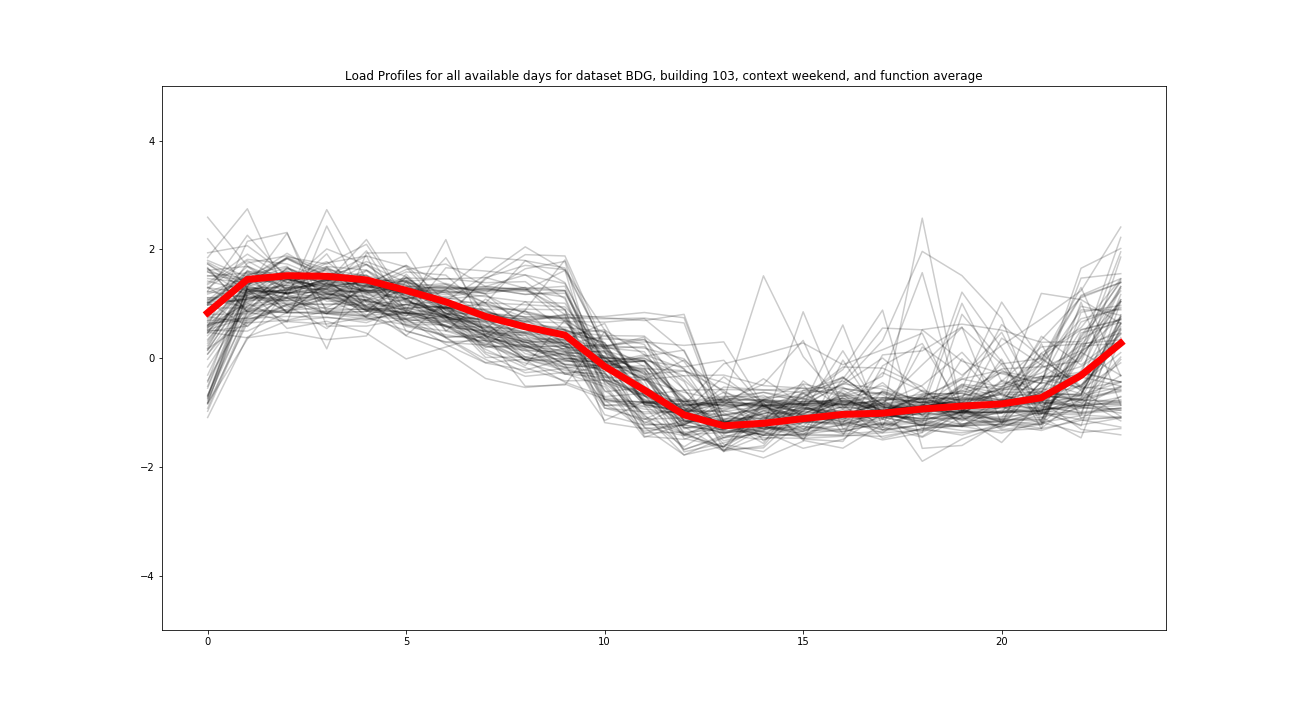 Load Profiles for all available days for dataset BDG, building 103, context weekend, and function average
4
2
0
−2
−4
0 5 10 15 20